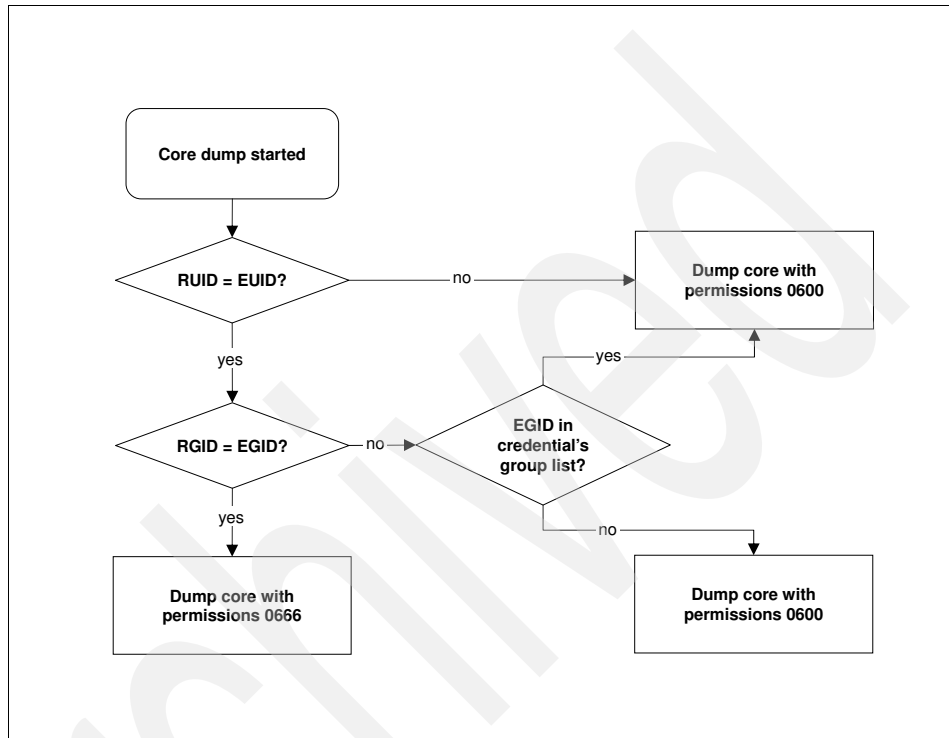 Core dump started
RUID = EUID?
no
Dump core with
permissions 0600
yes
yes
RGID = EGID?
no
EGID in
credential's
group list?
yes
no
Dump core with
permissions 0666
Dump core with
permissions 0600